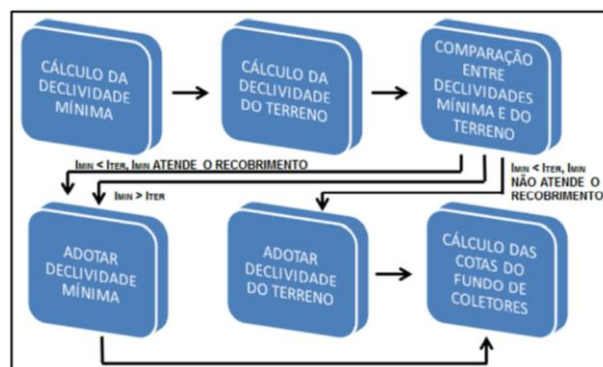 CÁLCULO DA
DECLIVIDADE
MÍNIMA
CÁLCULO DA
DECLIVIDADE
DO TERRENO
COMPARAÇÃO
ENTRE
DECLIVIDADES
MÍNIMA E DO
TERRENO
IMIN < ITER, IMIN ATENDE O RECOBRIMENTO
IMIN > ITER
IMIN < ITER, IMIN
NÃO ATENDE O
RECOBRIMENTO
ADOTAR
DECLIVIDADE
MÍNIMA
ADOTAR
DECLIVIDADE
DO TERRENO
CÁLCULO DAS
COTAS DO
FUNDO DE
COLETORES